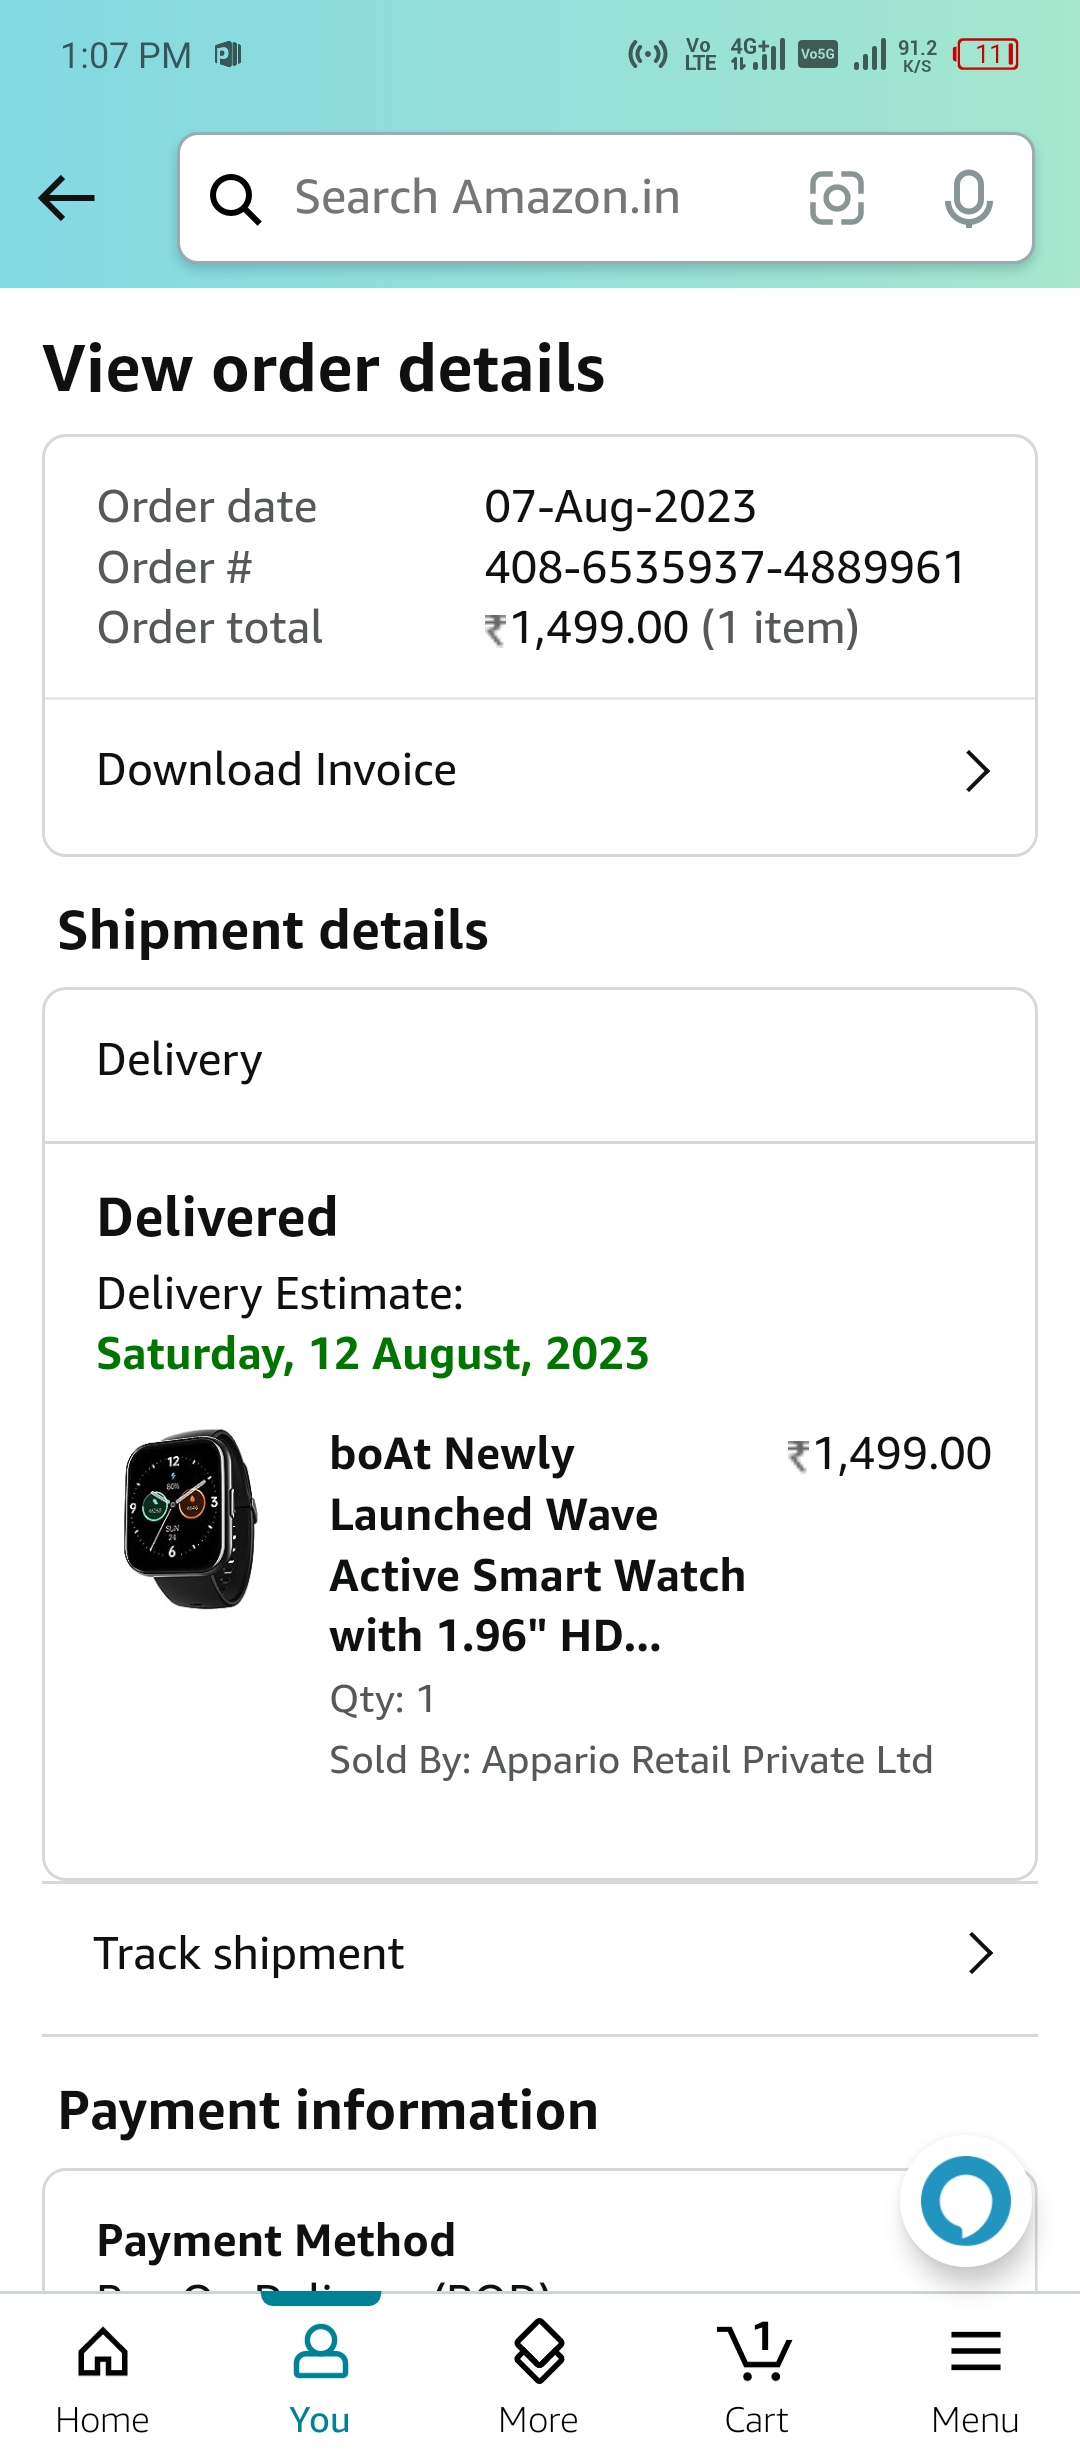 1:07 PM
Vo LTE 4G+ Vo5G 91.2 K/S 11
Search Amazon.in
View order details
Order date 07-Aug-2023
Order # 408-6535937-4889961
Order total ₹1,499.00 (1 item)
Download Invoice
Shipment details
Delivery
Delivered
Delivery Estimate:
Saturday, 12 August, 2023
boAt Newly ₹1,499.00
Launched Wave
Active Smart Watch
with 1.96" HD...
Qty: 1
Sold By: Appario Retail Private Ltd
Track shipment
Payment information
Payment Method
1
Home You More Cart Menu